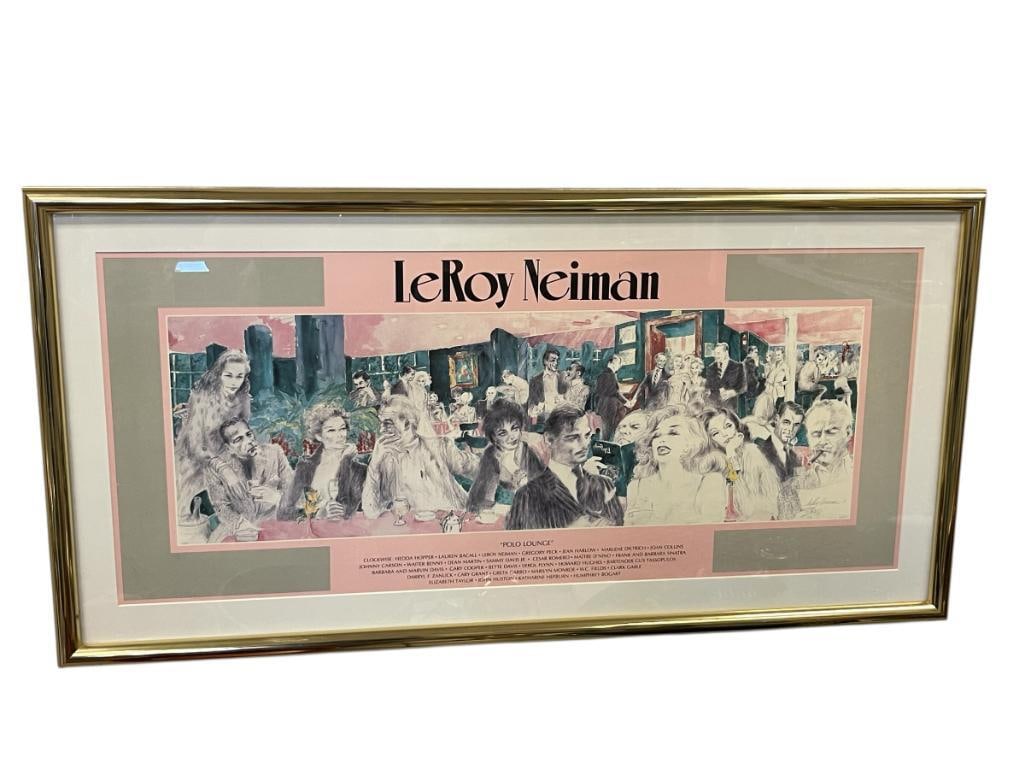 LeRoy Neiman
"POLO LOUNGE"
CLOCKWISE: HEDDA HOPPER • LAUREN BACALL • LEROY NEIMAN • GREGORY PECK • JEAN HARLOW • MARLENE DIETRICH • JOAN COLLINS
JOHNNY CARSON • WALTER BENNY • DEAN MARTIN • SAMMY DAVIS JR. • CESAR ROMERO • MAITRE D'NINO • FRANK AND BARBARA SINATRA
BARBARA AND MARVIN DAVIS • GARY COOPER • BETTE DAVIS • ERROL FLYNN • HOWARD HUGHES • BARTENDER GUS TASSOPULOS
DARRYL F. ZANUCK • CARY GRANT • GRETA GARBO • MARILYN MONROE • W.C. FIELDS • CLARK GABLE
ELIZABETH TAYLOR • JOHN HUSTON • KATHARINE HEPBURN • HUMPHREY BOGART